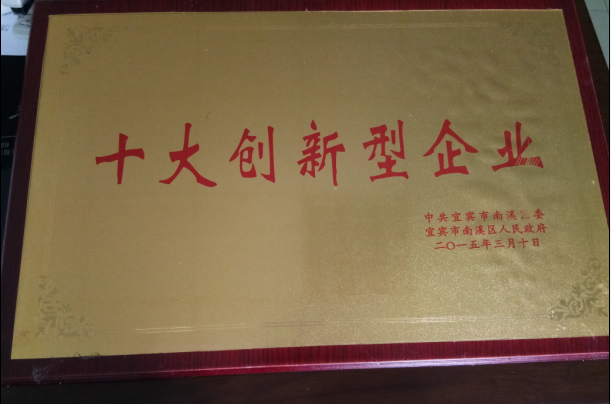 十大创新型企业
中共宜宾市南溪 委
宜宾市南溪区人民政府
二〇一五年三月十日